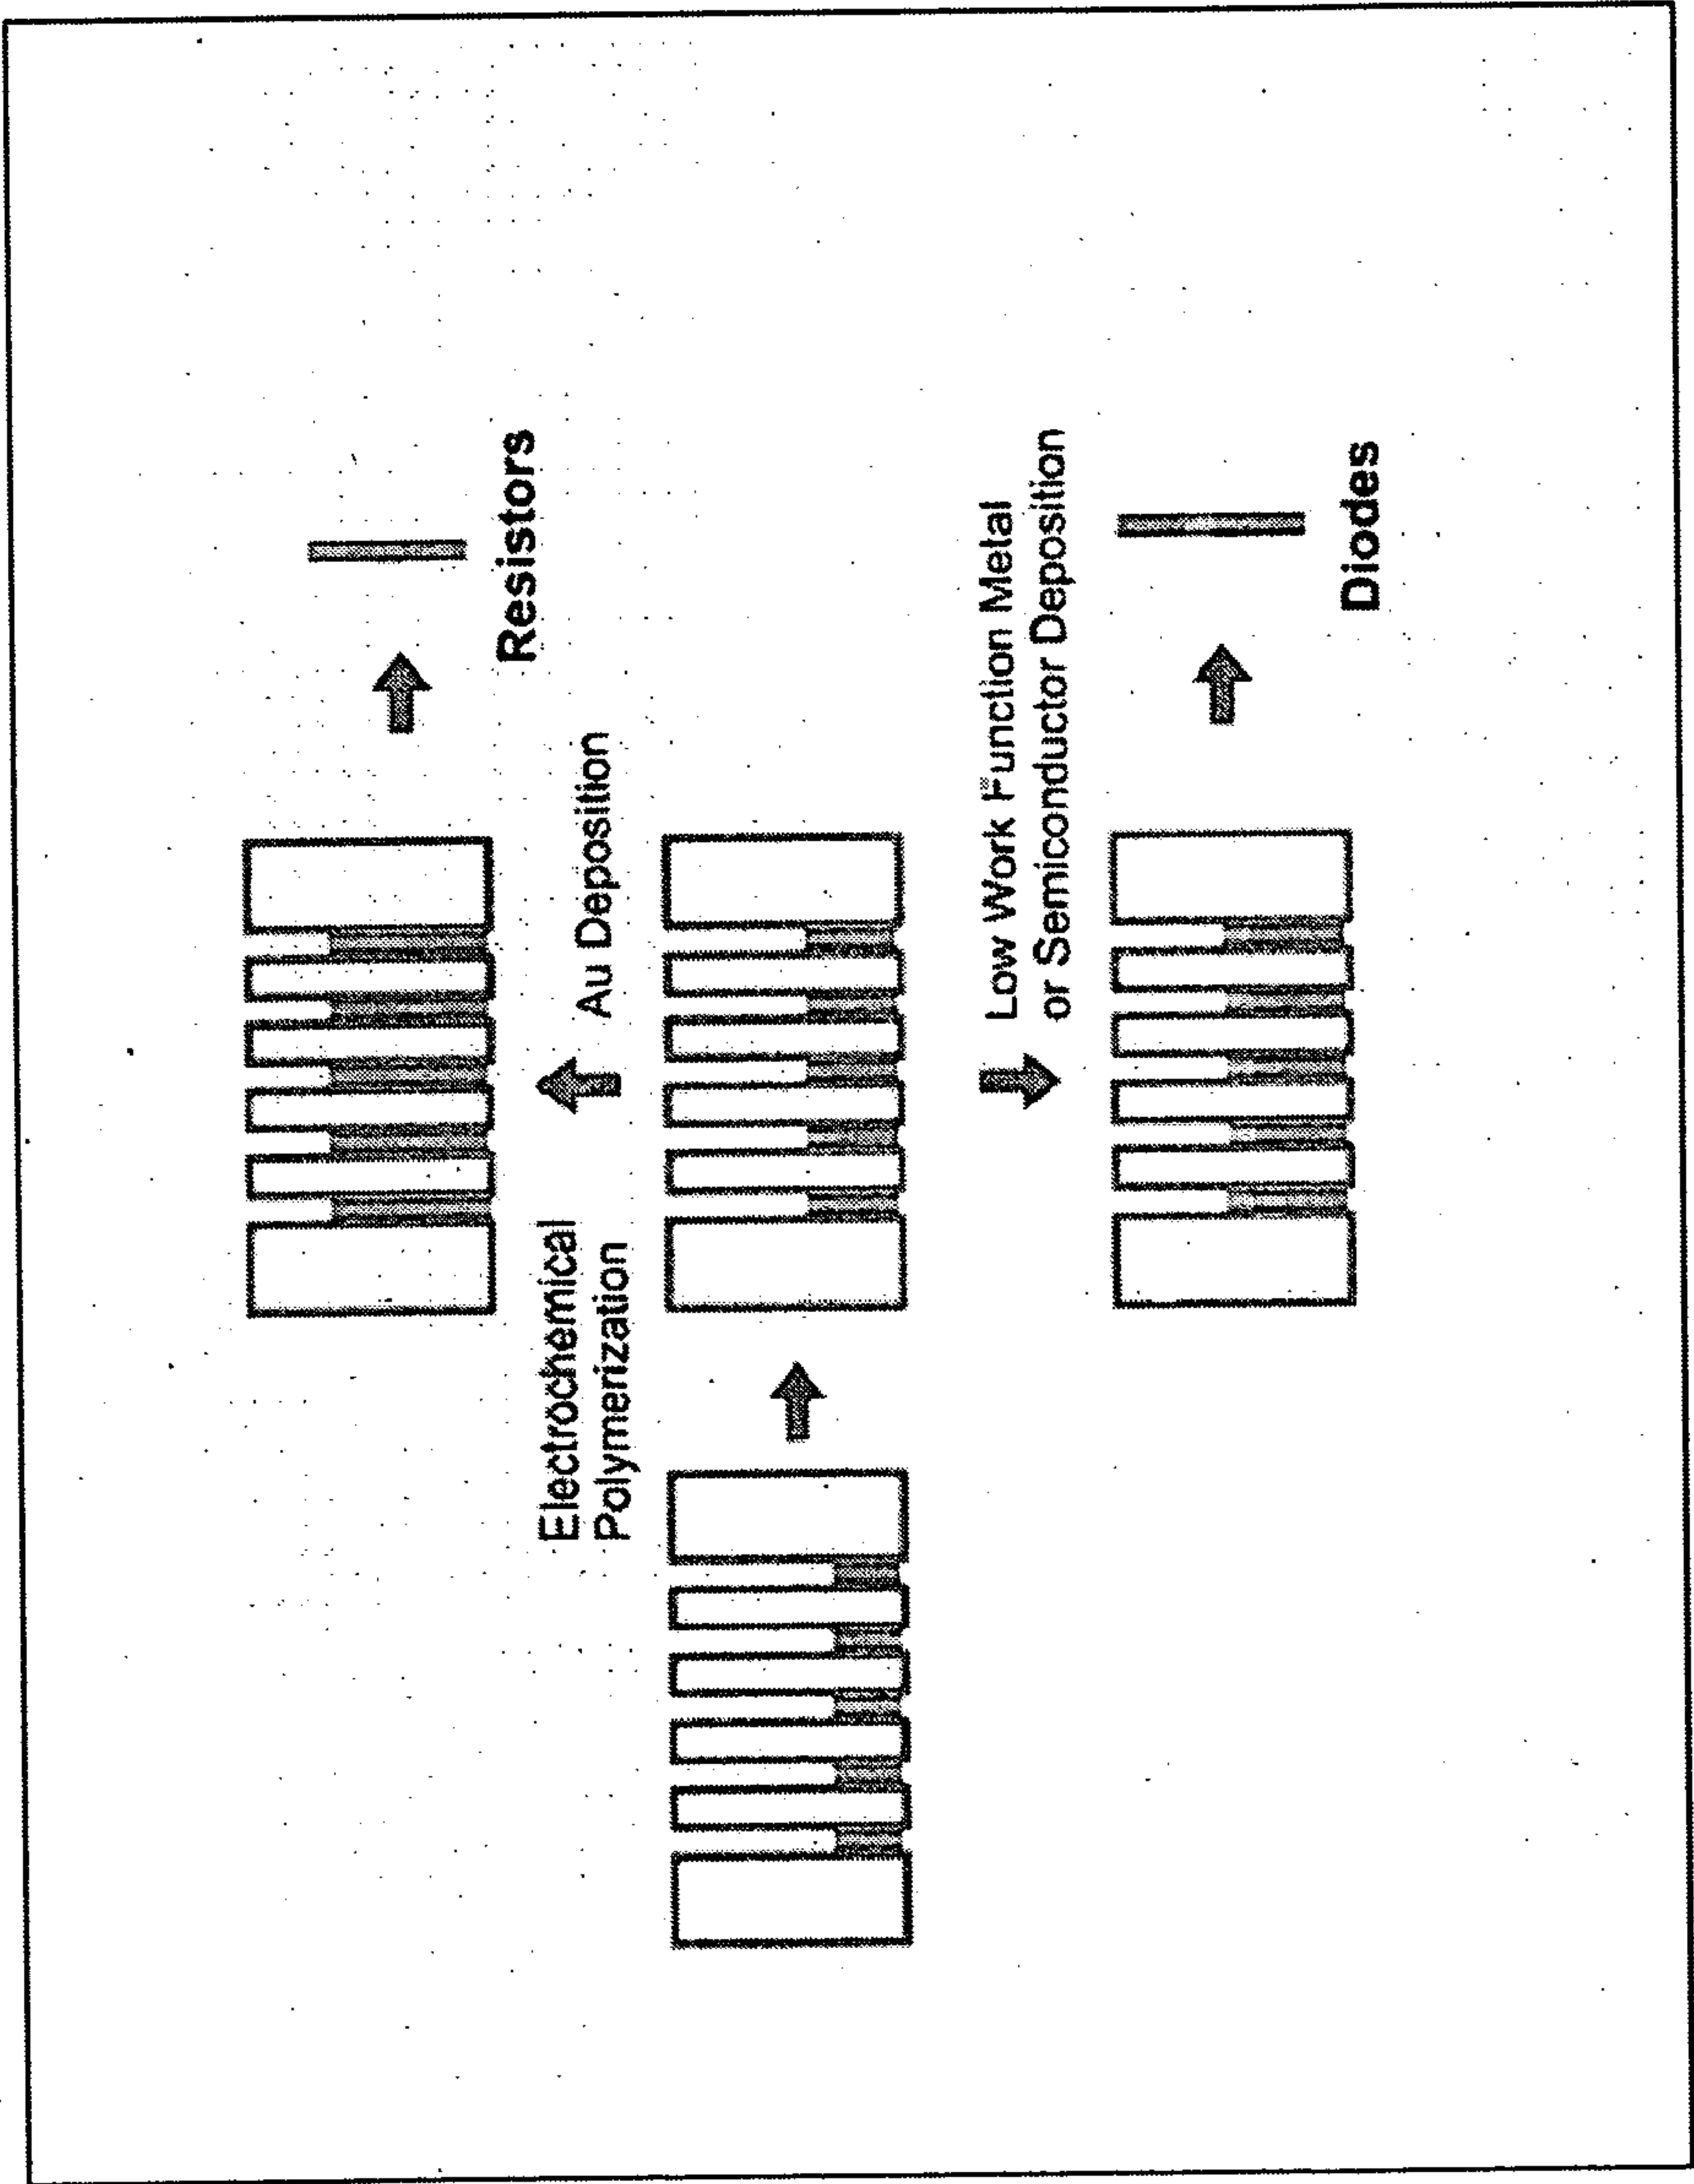 Electrochemical
Polymerization
Au Deposition
Resistors
Low Work Function Metal
or Semiconductor Deposition
Diodes